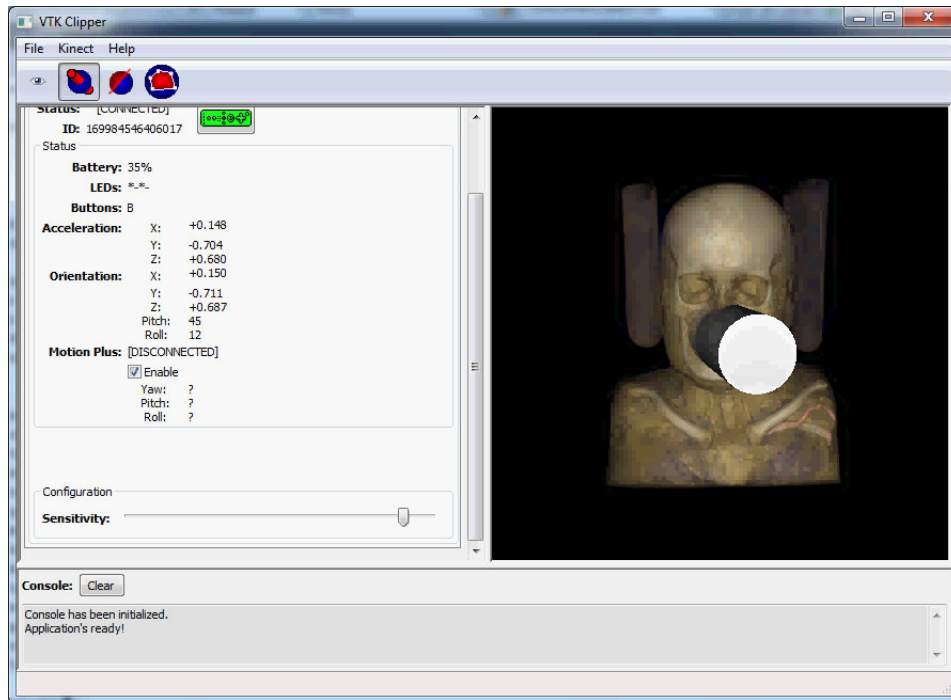 VTK Clipper
File Kinect Help
Status: [CONNECTED]
ID: 169984546406017
Status
Battery: 35%
LEDs: *-*-
Buttons: B
Acceleration: X: +0.148
Y: -0.704
Z: +0.680
Orientation: X: +0.150
Y: -0.711
Z: +0.687
Pitch: 45
Roll: 12
Motion Plus: [DISCONNECTED]
Enable
Yaw: ?
Pitch: ?
Roll: ?
Configuration
Sensitivity:
Console: Clear
Console has been initialized.
Application's ready!